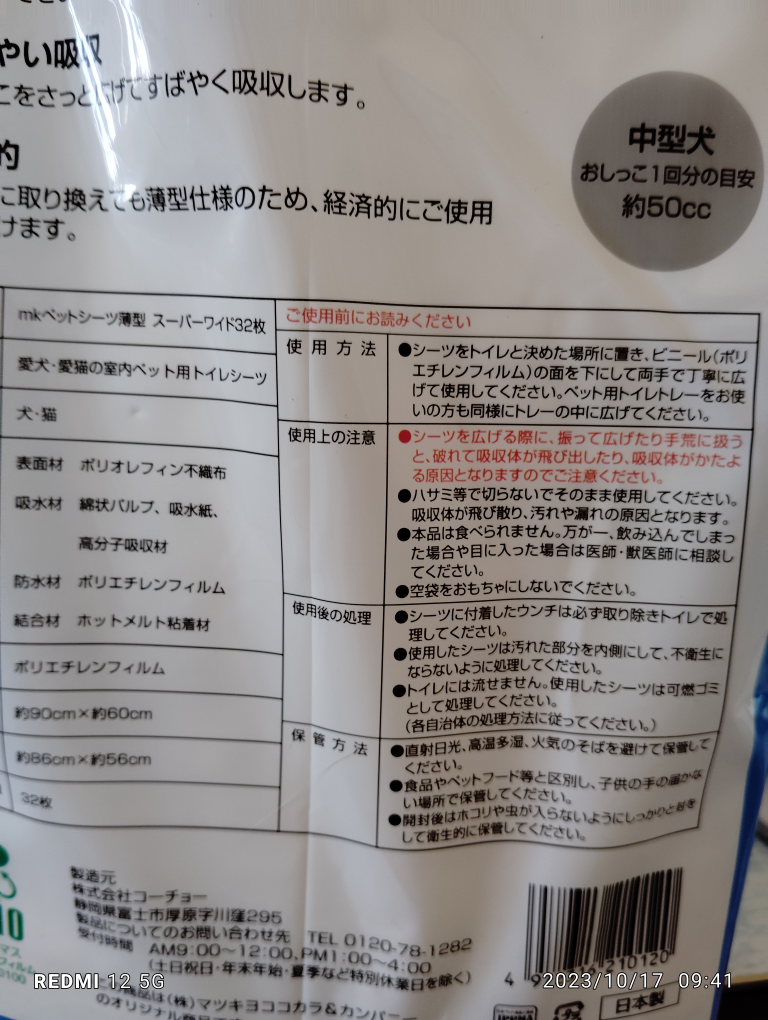 やい吸収
こをさっと広げてすばやく吸収します。
的
に取り換えても薄型仕様のため、経済的にご使用
けます。
中型犬
おしっこ1回分の目安
約50cc
mkペットシーツ薄型 スーパーワイド32枚
愛犬・愛猫の室内ペット用トイレシーツ
犬・猫
表面材 ポリオレフィン不織布
吸水材 綿状パルプ、吸水紙、
高分子吸収材
防水材 ポリエチレンフィルム
結合材 ホットメルト粘着材
ポリエチレンフィルム
約90cm×約60cm
約86cm×約56cm
32枚
ご使用前にお読みください
使用方法
●シーツをトイレと決めた場所に置き、ビニール(ポリ
エチレンフィルム)の面を下にして両手で丁寧に広
げて使用してください。ペット用トイレトレーをお使
いの方も同様にトレーの中に広げてください。
使用上の注意
●シーツを広げる際に、振って広げたり手荒に扱う
と、破れて吸収体が飛び出したり、吸収体がかたよ
る原因となりますのでご注意ください。
●ハサミ等で切らないでそのまま使用してください。
吸収体が飛び散り、汚れや漏れの原因となります。
●本品は食べられません。万が一、飲み込んでしまっ
た場合や目に入った場合は医師・獣医師に相談し
てください。
●空袋をおもちゃにしないでください。
使用後の処理
●シーツに付着したウンチは必ず取り除きトイレで処
理してください。
●使用したシーツは汚れた部分を内側にして、不衛生に
ならないように処理してください。
●トイレには流せません。使用したシーツは可燃ゴミ
として処理してください。
(各自治体の処理方法に従ってください。)
保管方法
●直射日光、高温多湿、火気のそばを避けて保管して
ください。
●食品やペットフード等と区別し、子供の手の届かな
い場所で保管してください。
●開封後はホコリや虫が入らないようにしっかりと封を
して衛生的に保管してください。
製造元
株式会社コーチョー
静岡県富士市厚原字川窪295
製品についてのお問い合わせ先 TEL 0120-78-1282
受付時間 AM9:00〜12:00、PM1:00〜4:00
(土日祝日・年末年始・夏季など特別休業日を除く)
商品は(株)マツキヨココカラ&カンパニー
のオリジナル商品で
10
マス
フィルム
0100
4 9 210120
日本製
REDMI 12 5G
2023/10/17 09:41